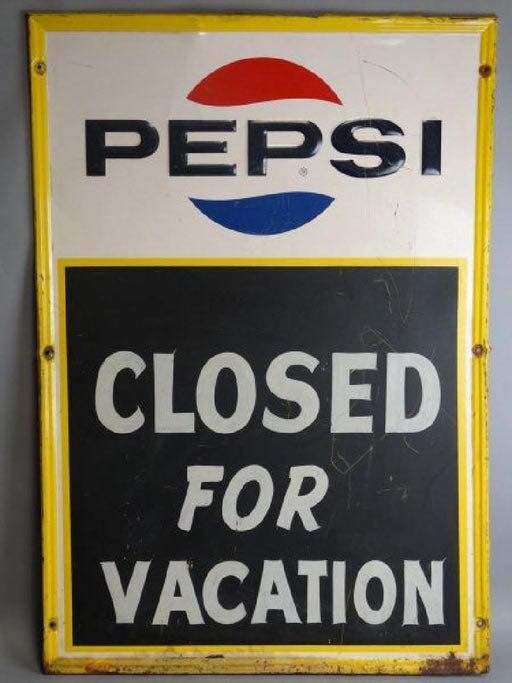 PEPSI
®
CLOSED
FOR
VACATION